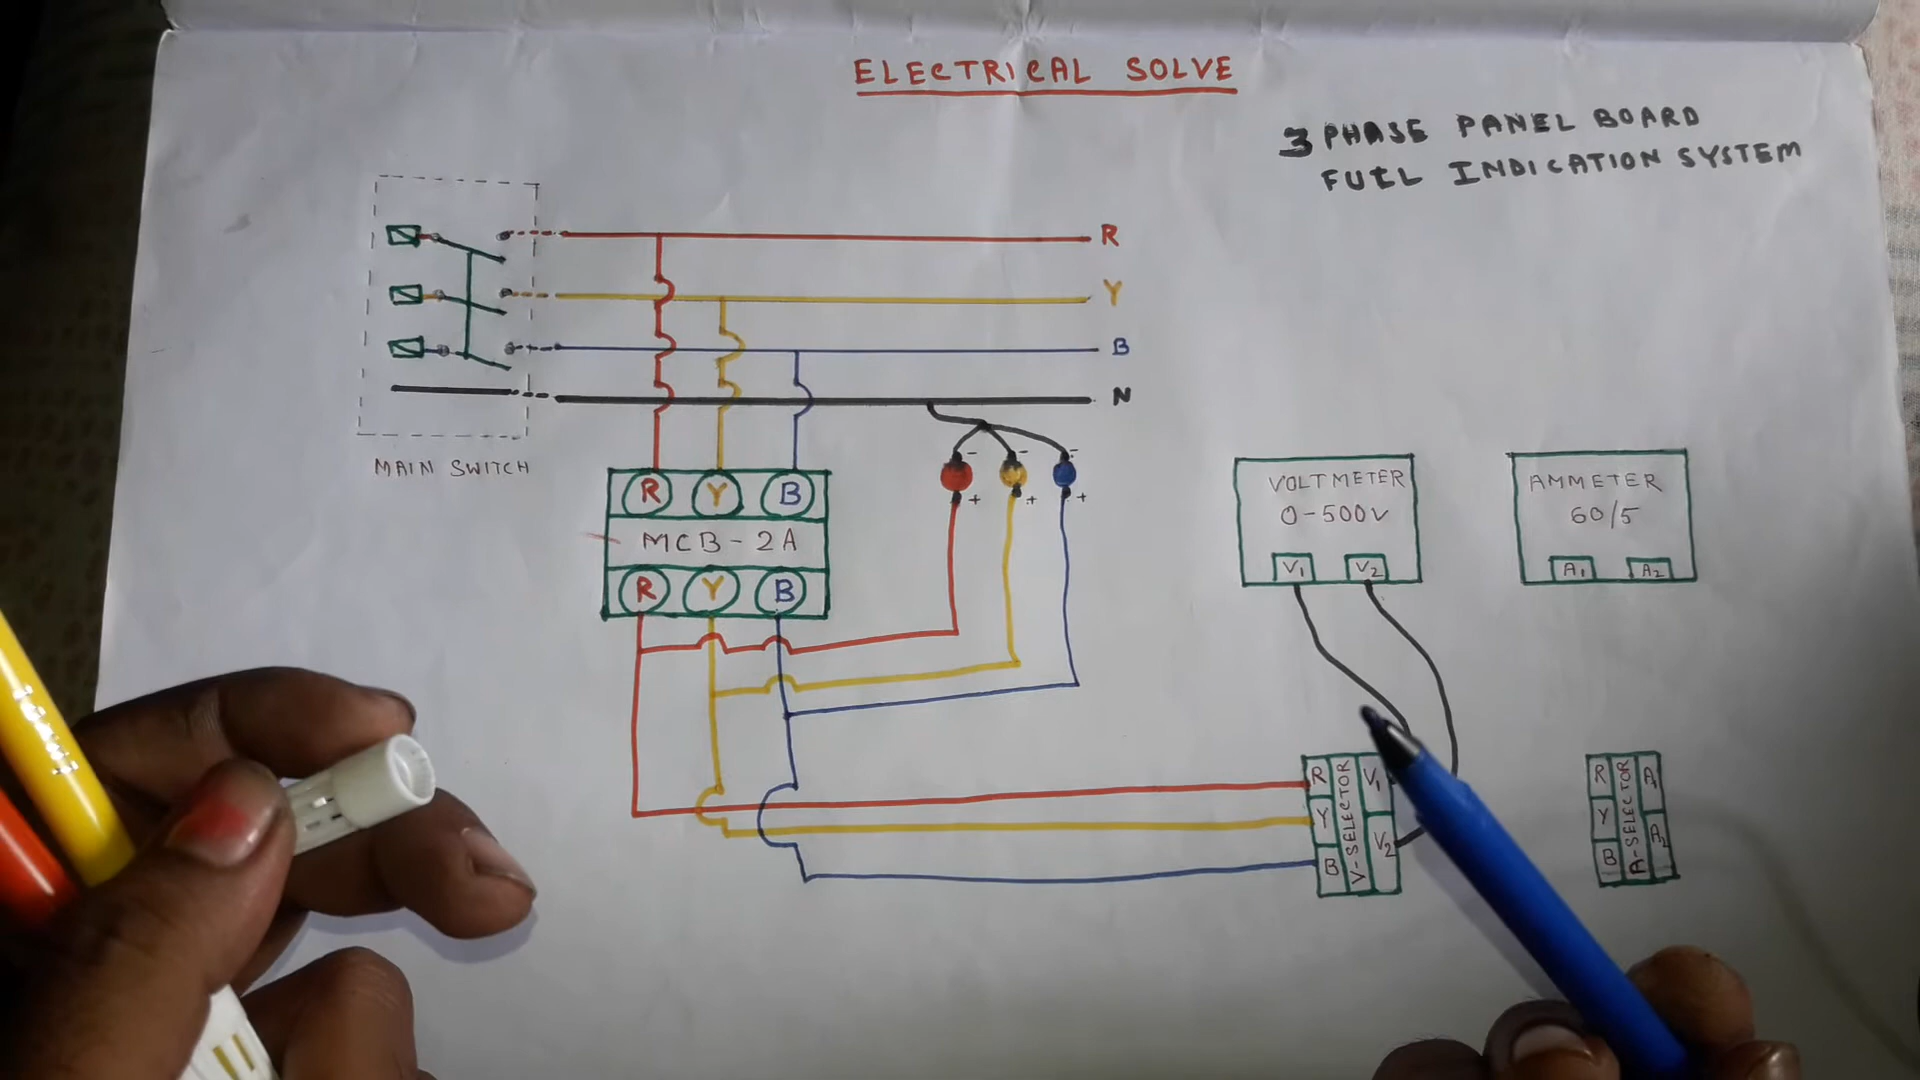 ELECTRICAL SOLVE
3 PHASE PANEL BOARD
FULL INDICATION SYSTEM
R
Y
B
N
MAIN SWITCH
R Y B
MCB-2A
R Y B
- - -
+ + +
VOLTMETER
0-500V
V1 V2
AMMETER
60/5
A1 A2
R
Y
B
V-SELECTOR
V1
V2
R
Y
B
A-SELECTOR
A1
A2